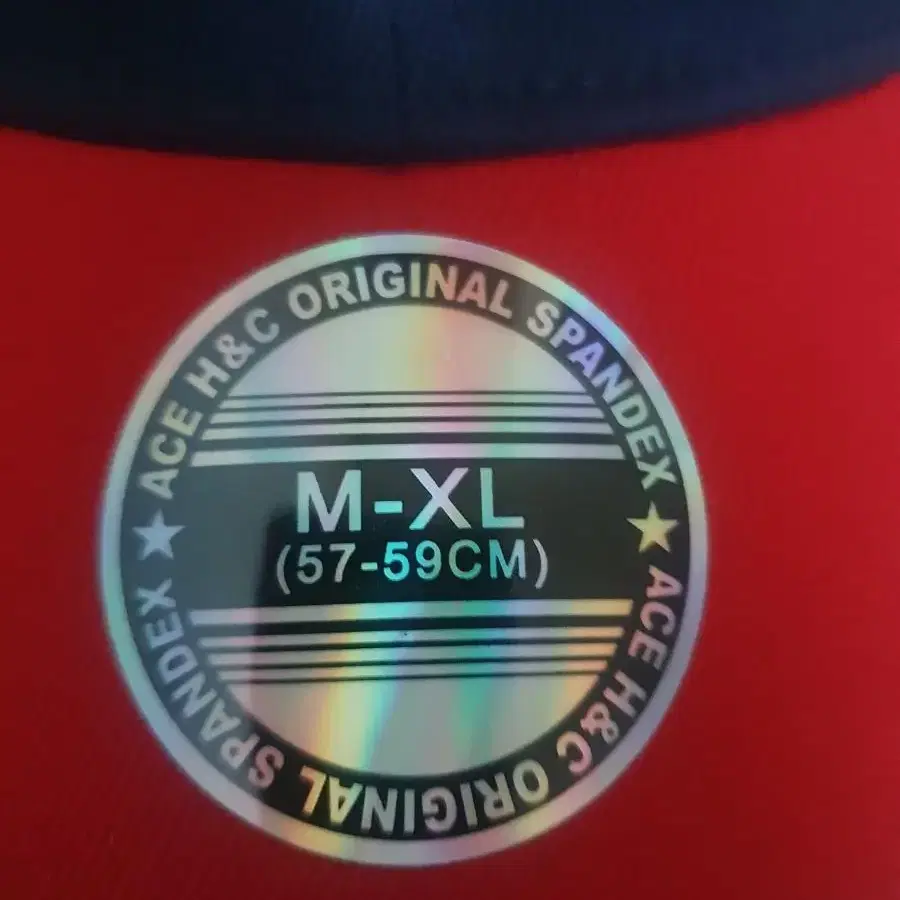 ACE H&C ORIGINAL SPANDEX
M-XL
(57-59CM)
ACE H&C ORIGINAL SPANDEX